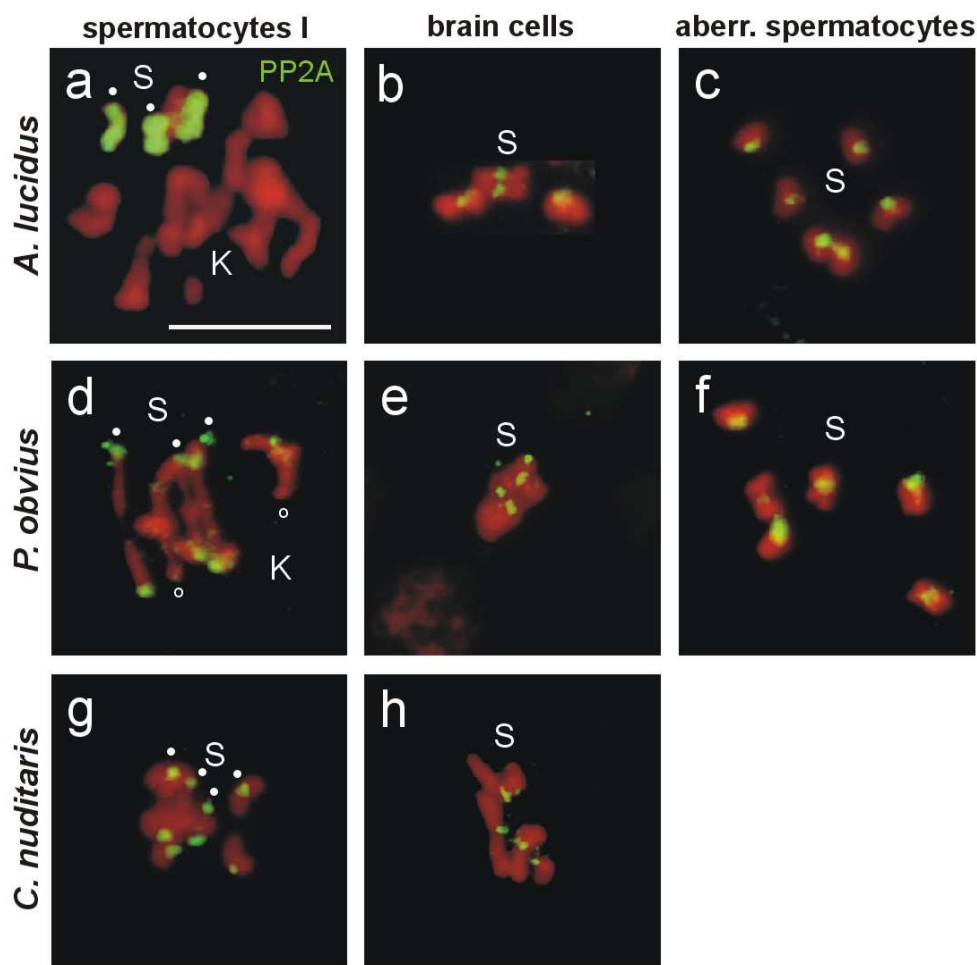 spermatocytes I brain cells aberr. spermatocytes
A. lucidus
a S PP2A
K
b S
c S
P. obvius
d S
K
e S
f S
C. nuditaris
g S
h S